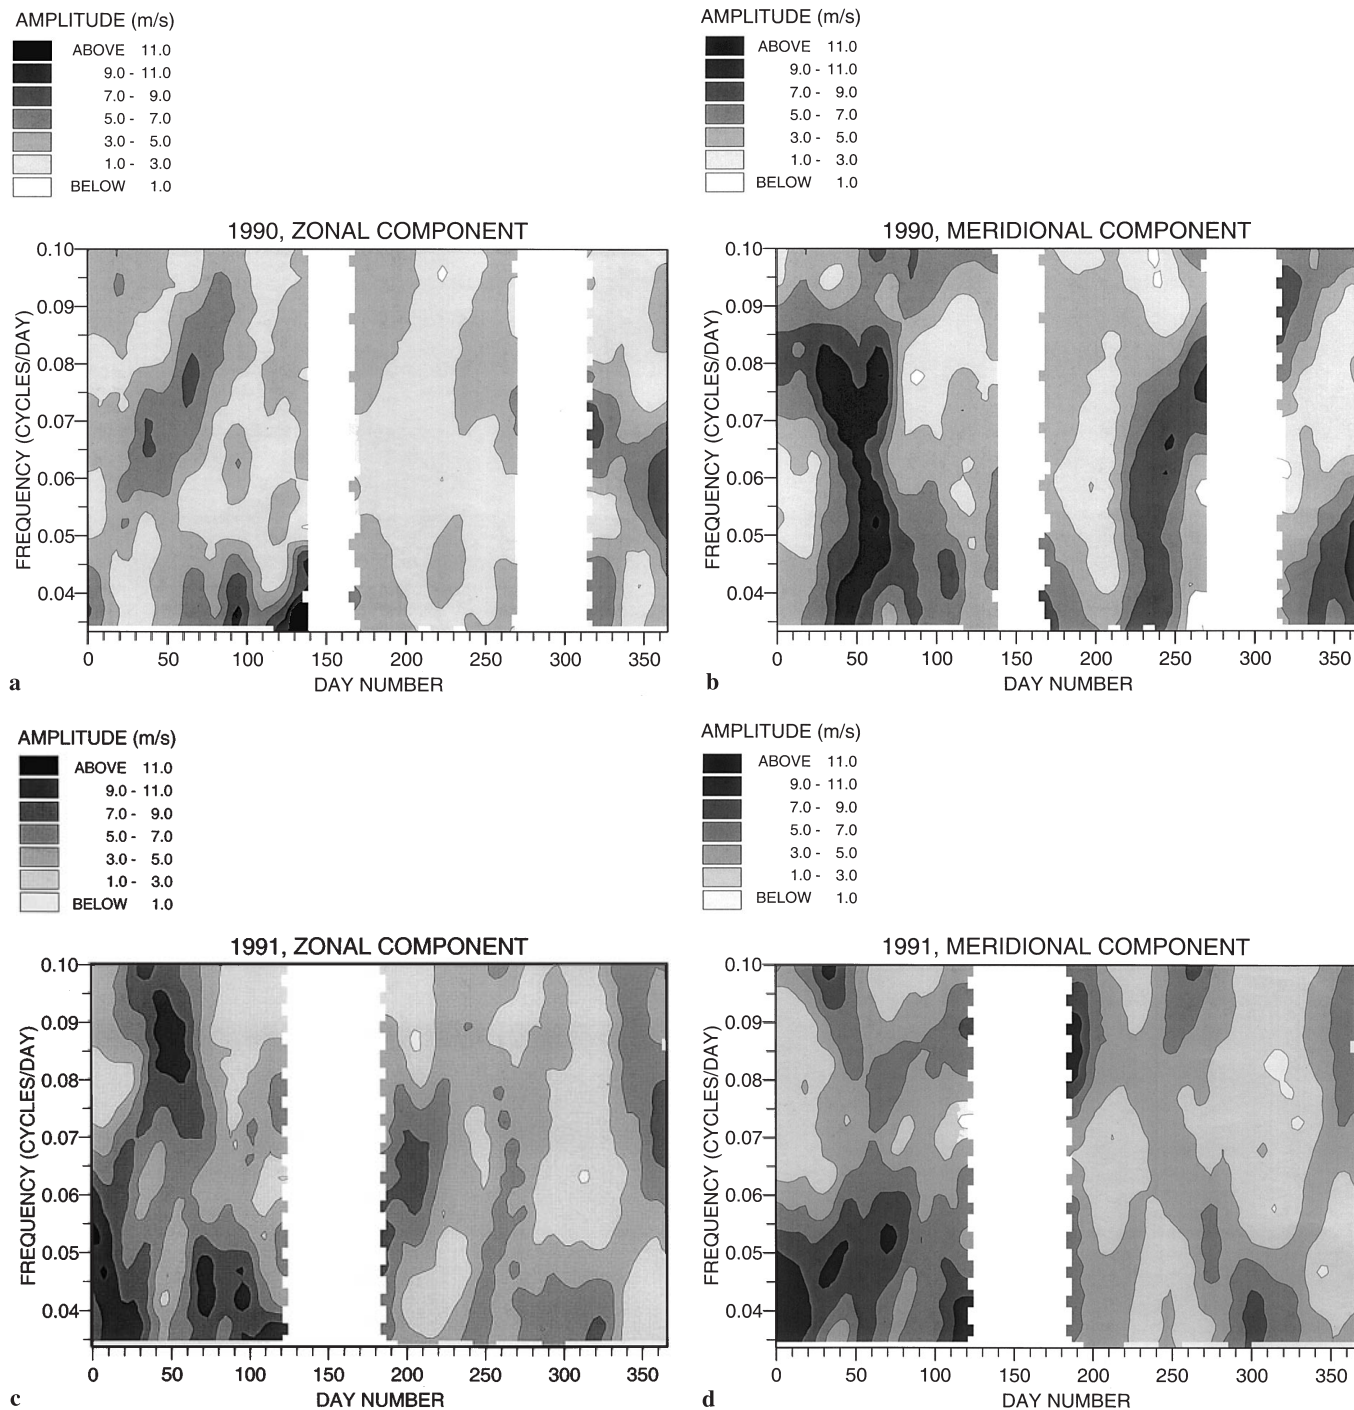 AMPLITUDE (m/s)
ABOVE 11.0
9.0 - 11.0
7.0 - 9.0
5.0 - 7.0
3.0 - 5.0
1.0 - 3.0
BELOW 1.0
1990, ZONAL COMPONENT
FREQUENCY (CYCLES/DAY)
0.10
0.09
0.08
0.07
0.06
0.05
0.04
0 50 100 150 200 250 300 350
DAY NUMBER
a
AMPLITUDE (m/s)
ABOVE 11.0
9.0 - 11.0
7.0 - 9.0
5.0 - 7.0
3.0 - 5.0
1.0 - 3.0
BELOW 1.0
1990, MERIDIONAL COMPONENT
FREQUENCY (CYCLES/DAY)
0.10
0.09
0.08
0.07
0.06
0.05
0.04
0 50 100 150 200 250 300 350
DAY NUMBER
b
AMPLITUDE (m/s)
ABOVE 11.0
9.0 - 11.0
7.0 - 9.0
5.0 - 7.0
3.0 - 5.0
1.0 - 3.0
BELOW 1.0
1991, ZONAL COMPONENT
FREQUENCY (CYCLES/DAY)
0.10
0.09
0.08
0.07
0.06
0.05
0.04
0 50 100 150 200 250 300 350
DAY NUMBER
c
AMPLITUDE (m/s)
ABOVE 11.0
9.0 - 11.0
7.0 - 9.0
5.0 - 7.0
3.0 - 5.0
1.0 - 3.0
BELOW 1.0
1991, MERIDIONAL COMPONENT
FREQUENCY (CYCLES/DAY)
0.10
0.09
0.08
0.07
0.06
0.05
0.04
0 50 100 150 200 250 300 350
DAY NUMBER
d